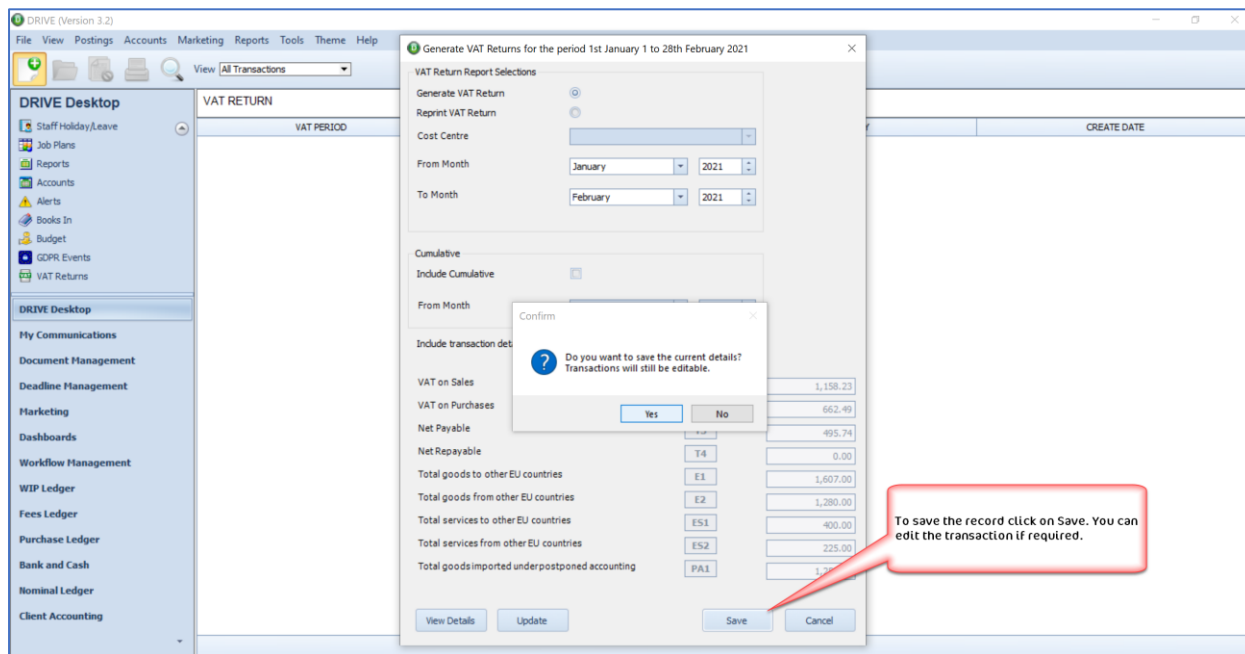 DRIVE (Version 3.2)
File View Postings Accounts Marketing Reports Tools Theme Help
View All Transactions
DRIVE Desktop
Staff Holiday/Leave
Job Plans
Reports
Accounts
Alerts
Books In
Budget
GDPR Events
VAT Returns
DRIVE Desktop
My Communications
Document Management
Deadline Management
Marketing
Dashboards
Workflow Management
WIP Ledger
Fees Ledger
Purchase Ledger
Bank and Cash
Nominal Ledger
Client Accounting
VAT RETURN
VAT PERIOD
CREATE DATE
Generate VAT Returns for the period 1st January 1 to 28th February 2021
VAT Return Report Selections
Generate VAT Return
Reprint VAT Return
Cost Centre
From Month January 2021
To Month February 2021
Cumulative
Include Cumulative
From Month
Include transaction
Confirm
Do you want to save the current details?
Transactions will still be editable.
Yes No
VAT on Sales 1,158.23
VAT on Purchases 662.49
Net Payable 495.74
Net Repayable T4 0.00
Total goods to other EU countries E1 1,607.00
Total goods from other EU countries E2 1,280.00
Total services to other EU countries ES1 400.00
Total services from other EU countries ES2 225.00
Total goods imported under postponed accounting PA1
View Details Update Save Cancel
To save the record click on Save. You can
edit the transaction if required.